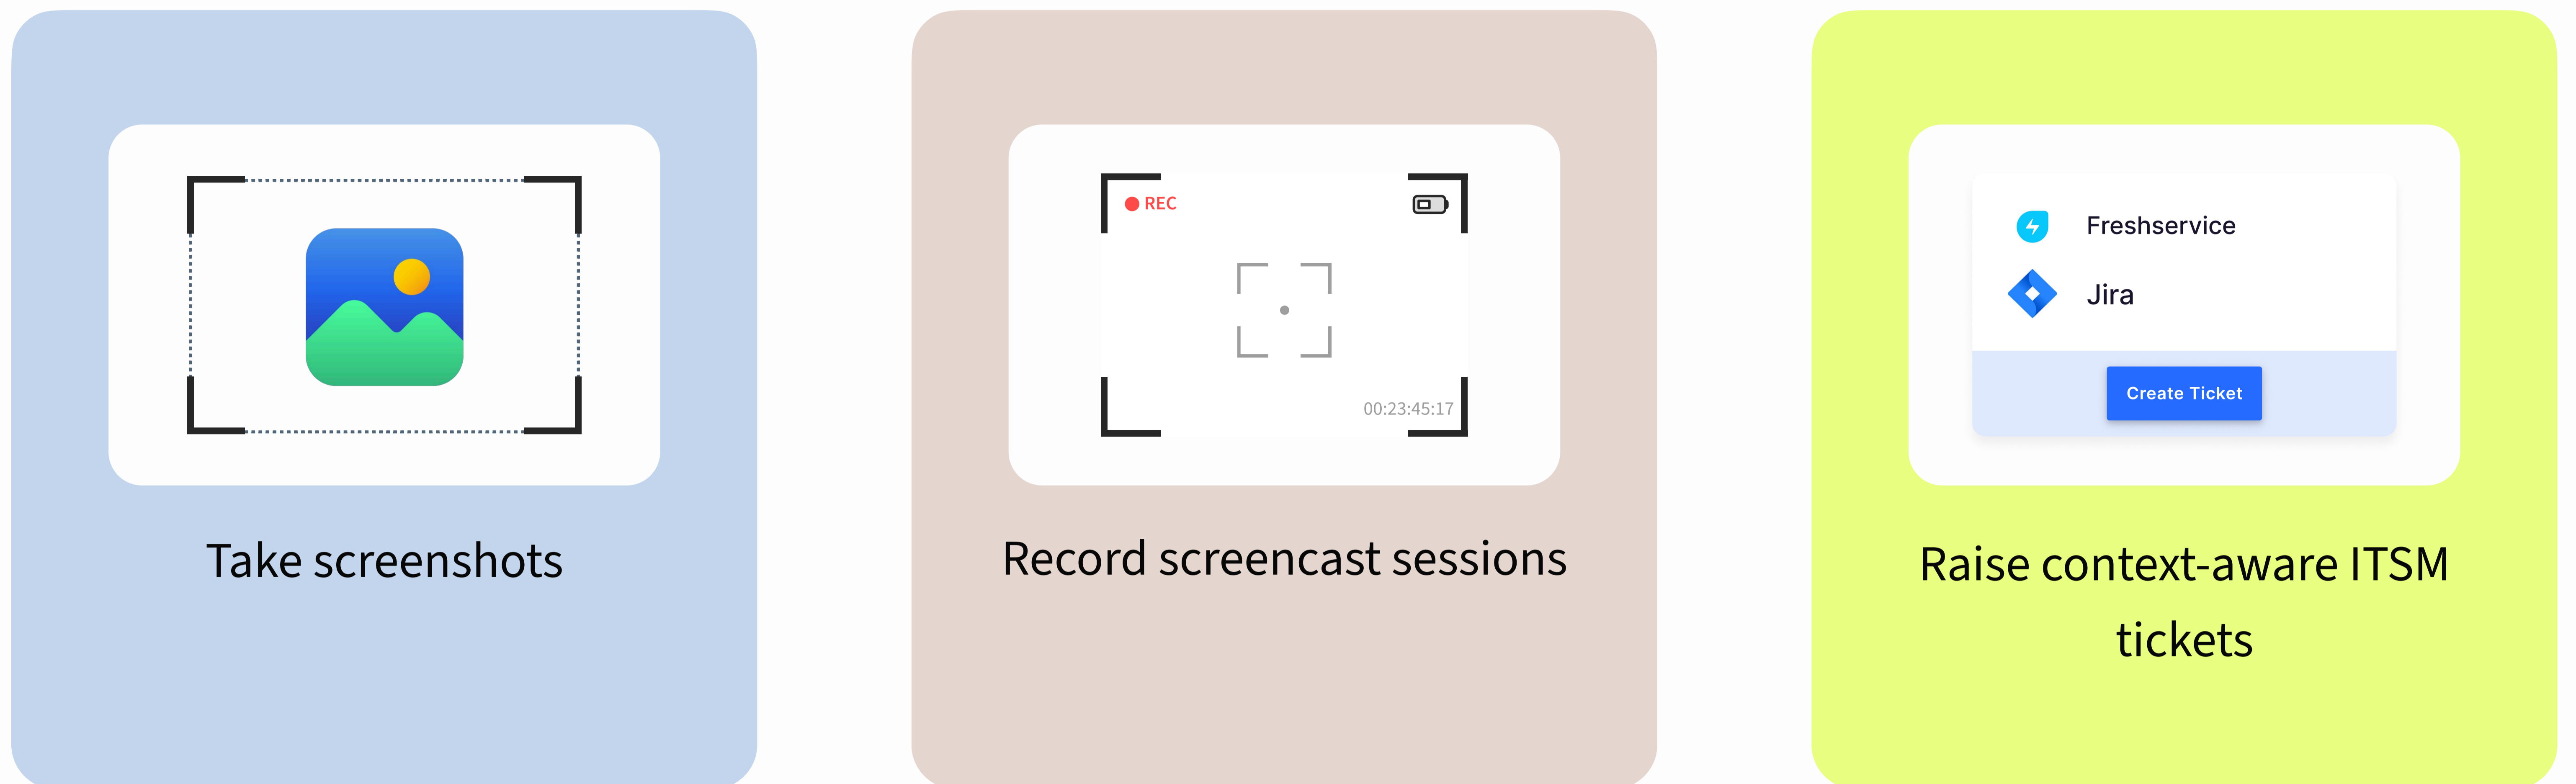 Take screenshots
REC
00:23:45:17
Record screencast sessions
Freshservice
Jira
Create Ticket
Raise context-aware ITSM
tickets